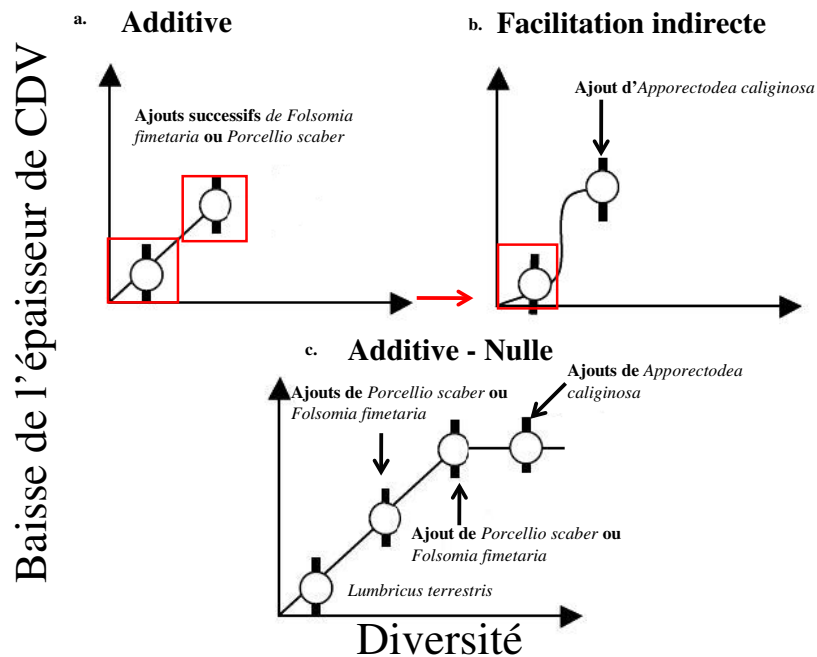 a. Additive
b. Facilitation indirecte
Baisse de l'épaisseur de CDV
Ajouts successifs de Folsomia
fimetaria ou Porcellio scaber
Ajout d'Apporectodea caliginosa
c. Additive - Nulle
Ajouts de Porcellio scaber ou
Folsomia fimetaria
Ajouts de Apporectodea
caliginosa
Ajout de Porcellio scaber ou
Folsomia fimetaria
Lumbricus terrestris
Diversité